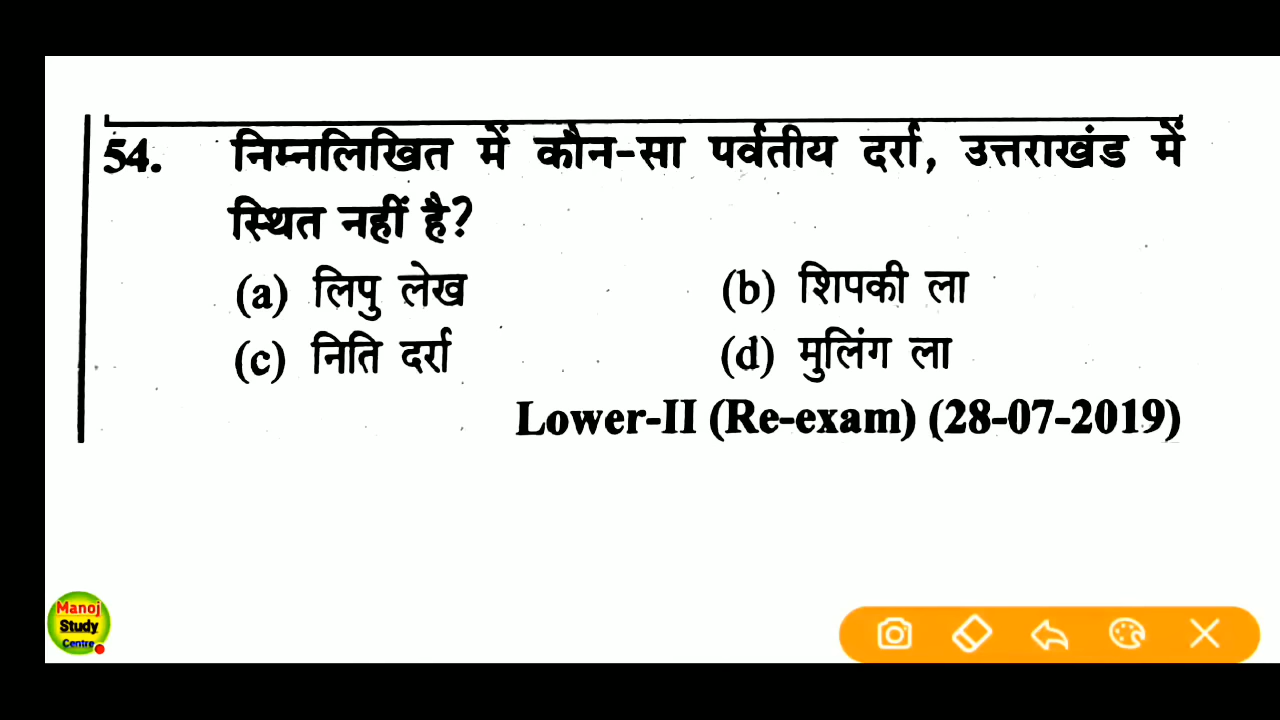 54. निम्नलिखित में कौन-सा पर्वतीय दर्रा, उत्तराखंड में
स्थित नहीं है?
(a) लिपु लेख (b) शिपकी ला
(c) निति दर्रा (d) मुलिंग ला
Lower-II (Re-exam) (28-07-2019)
Manoj
Study
Centre